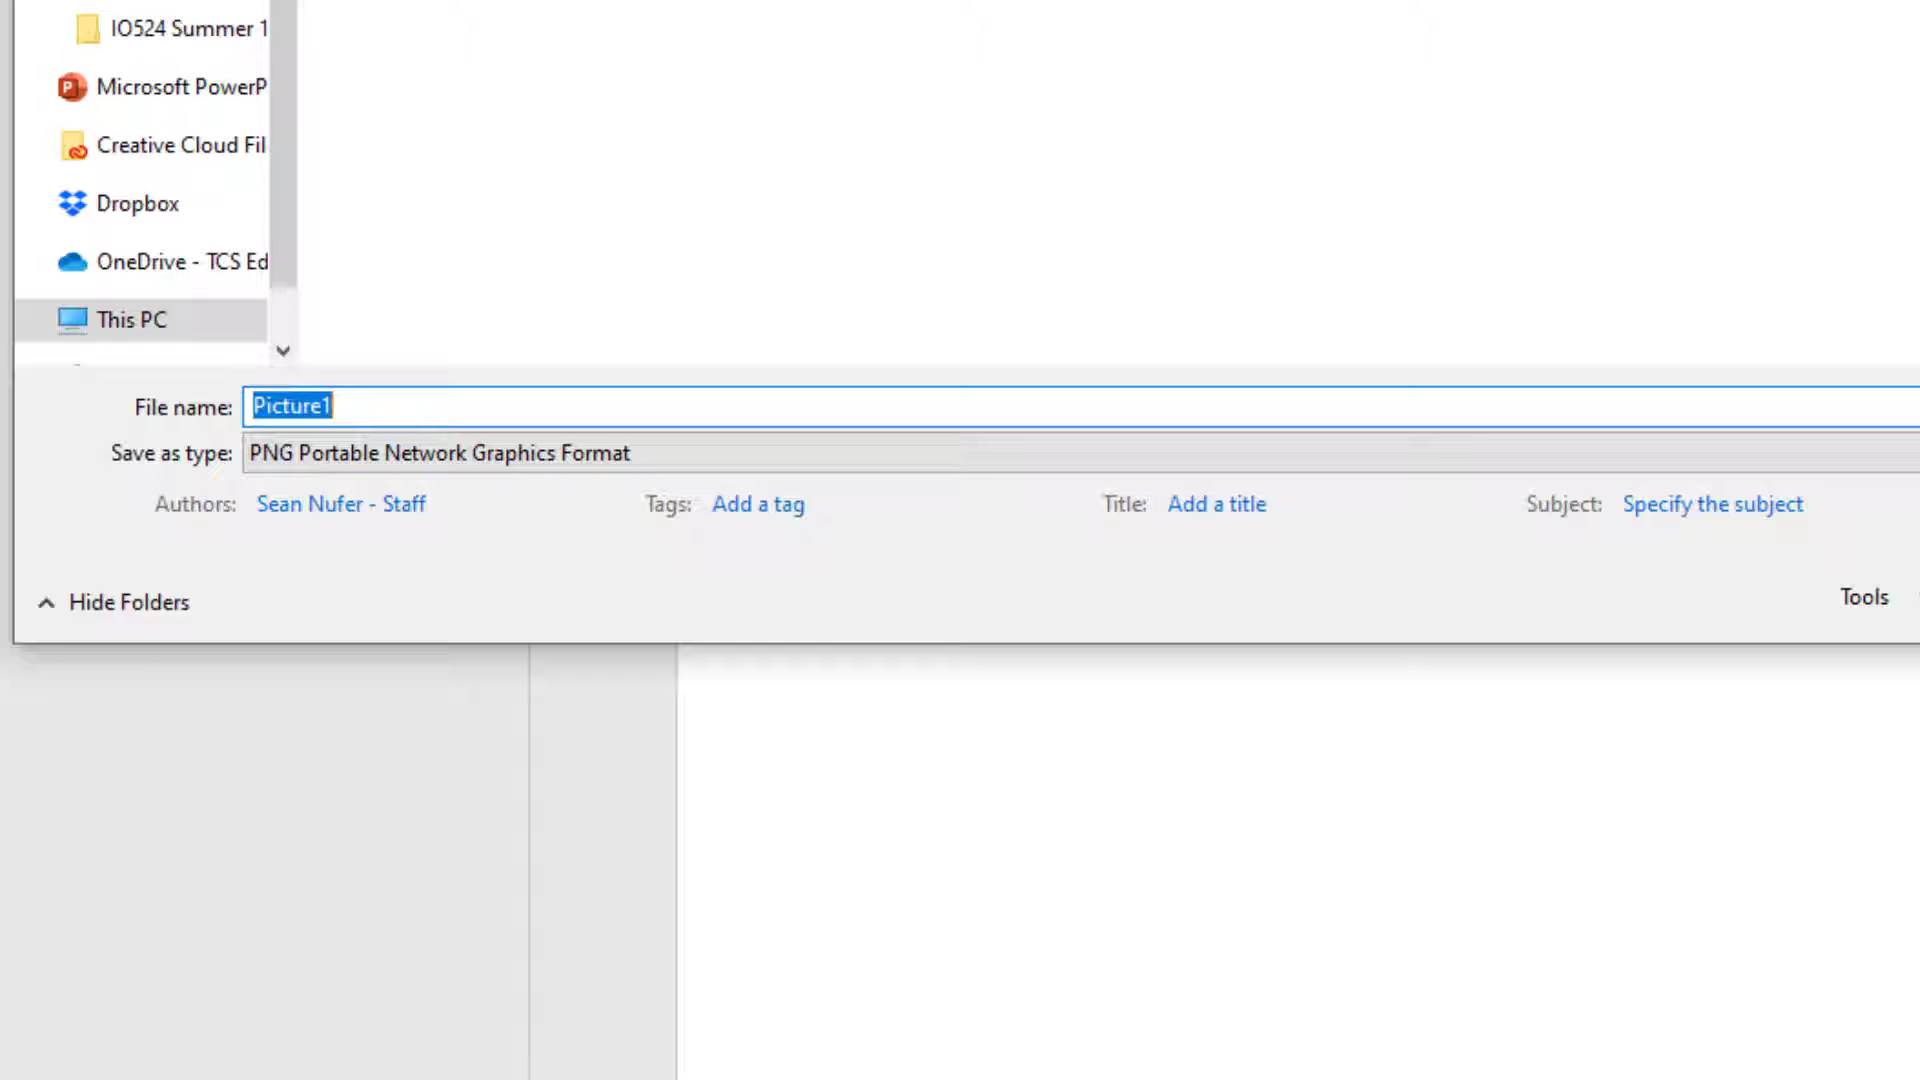 IO524 Summer 1
Microsoft PowerP
Creative Cloud Fil
Dropbox
OneDrive - TCS Ed
This PC
File name: Picture1
Save as type: PNG Portable Network Graphics Format
Authors: Sean Nufer - Staff Tags: Add a tag Title: Add a title Subject: Specify the subject
Hide Folders Tools